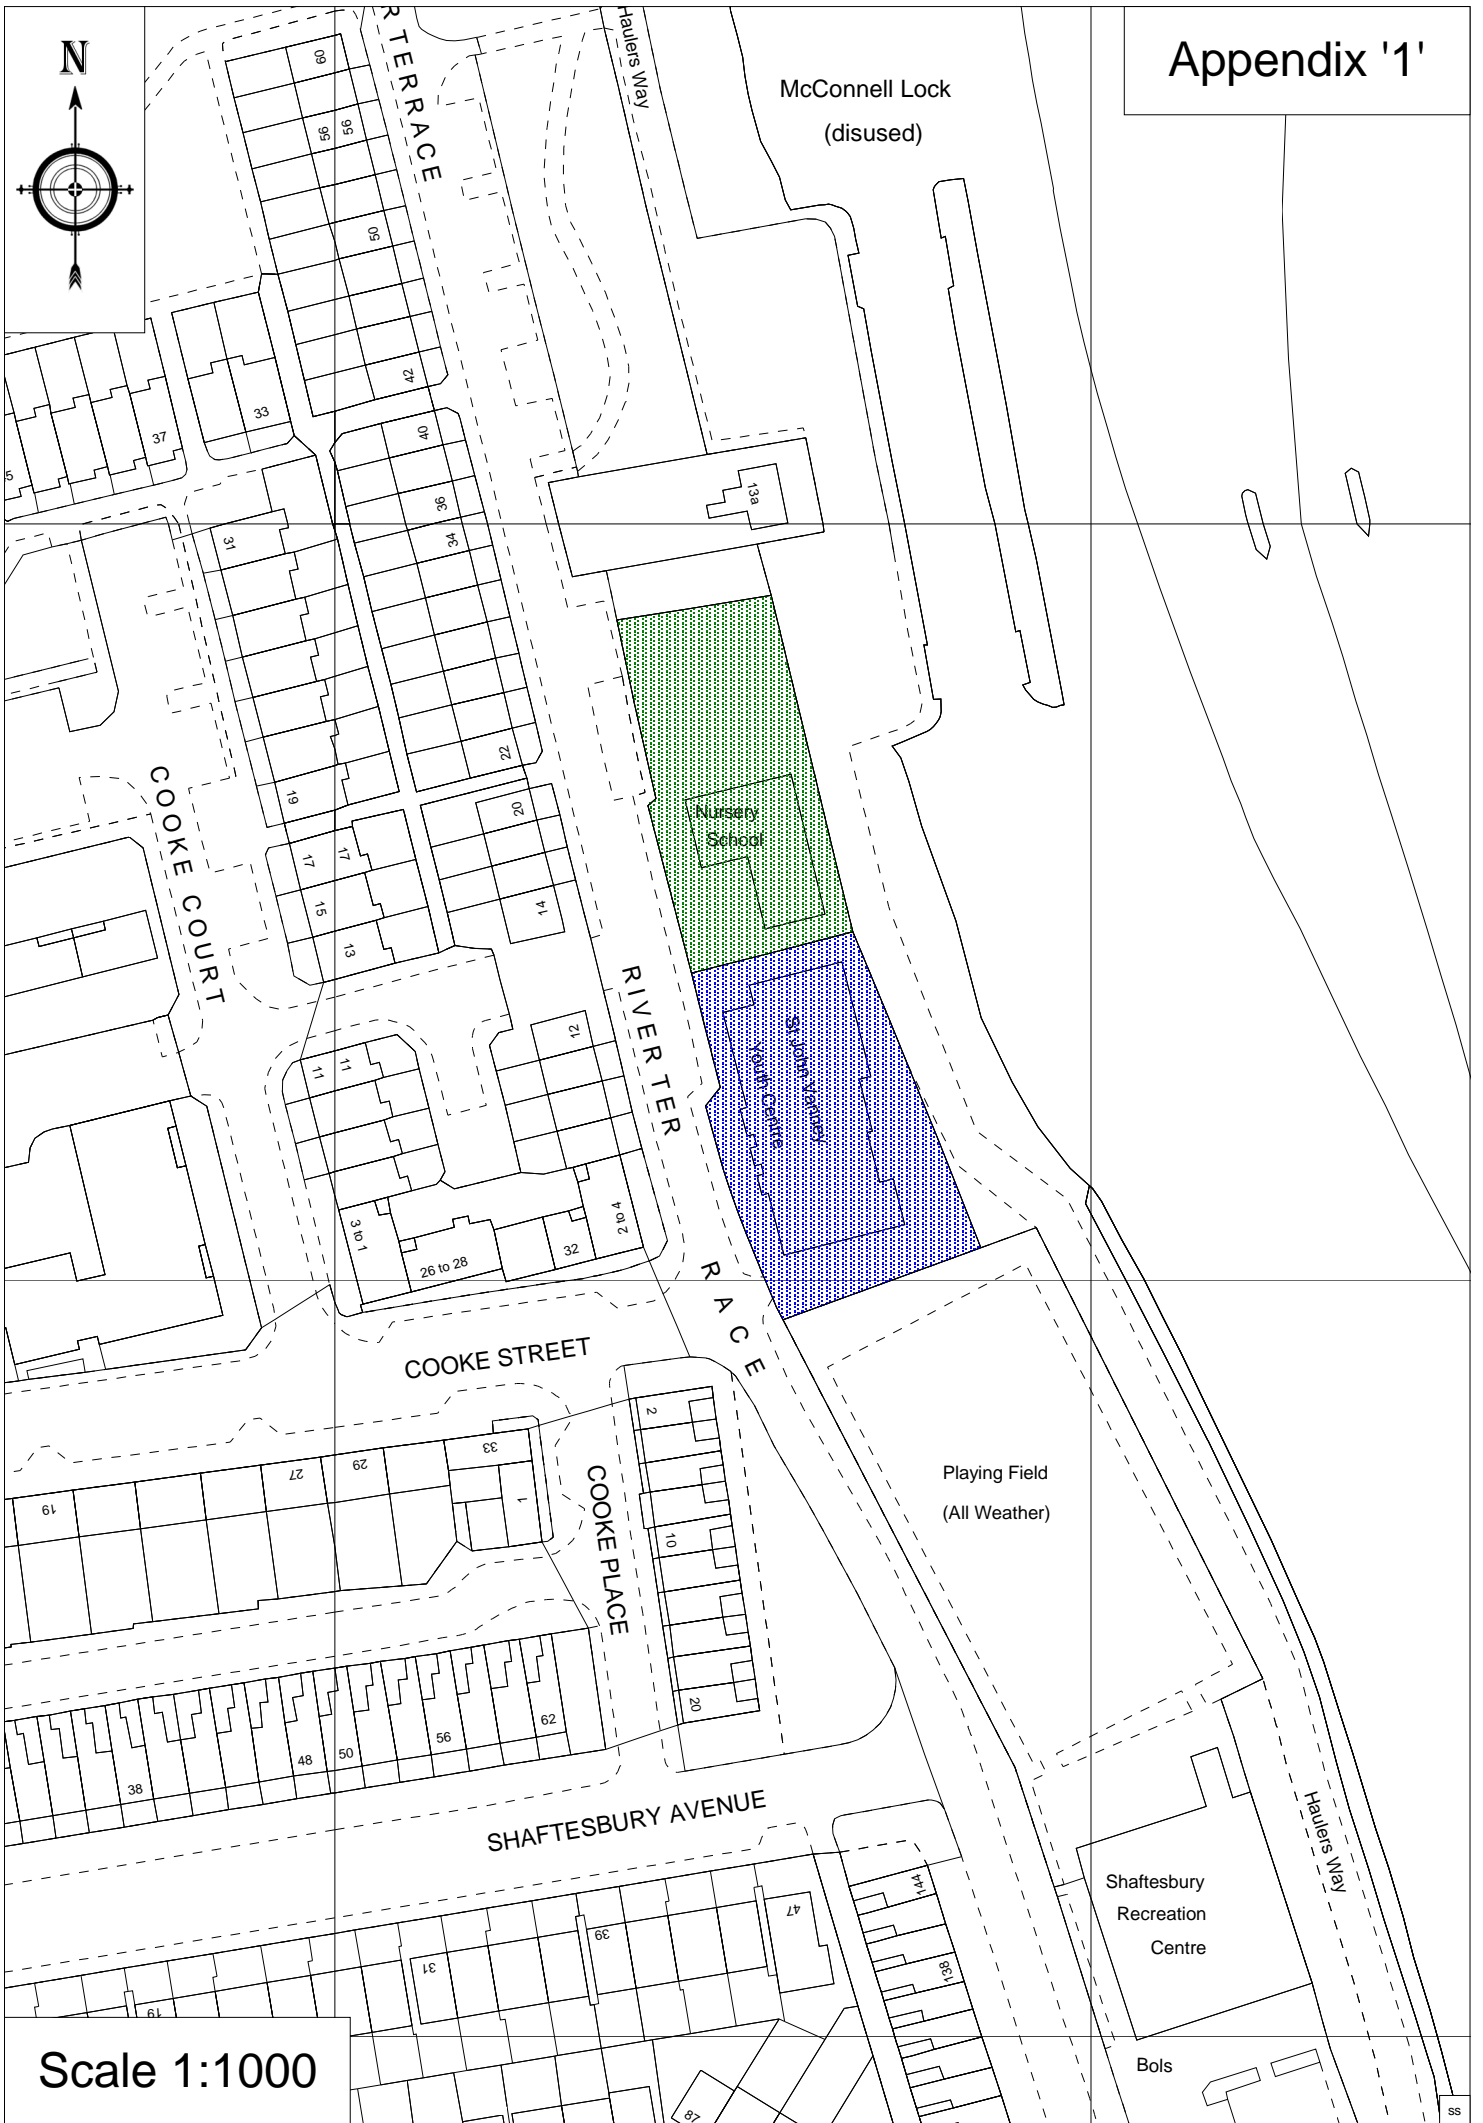 N
Appendix '1'
R TERRACE
Haulers Way
McConnell Lock
(disused)
60
56
56
50
42
33
37
5
40
36
34
31
13a
22
20
19
17
17
15
13
14
COOKE COURT
Nursery
School
RIVER TER
RACE
St John Vianney
Youth Centre
12
11
11
3 to 1
26 to 28
32
2 to 4
COOKE STREET
2
10
20
COOKE PLACE
33
1
29
27
19
Playing Field
(All Weather)
38
48
50
56
62
SHAFTESBURY AVENUE
Haulers Way
Shaftesbury
Recreation
Centre
144
138
47
39
31
19
87
Bols
Scale 1:1000
ss